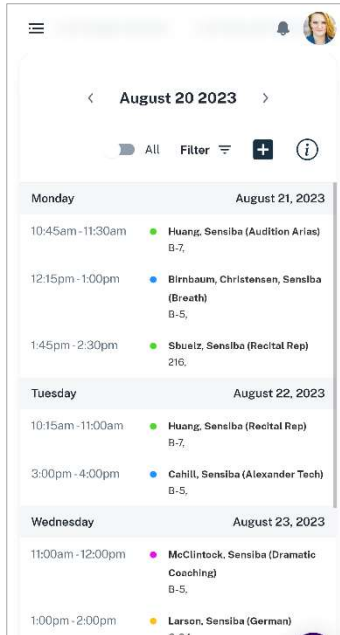 August 20 2023
All Filter
Monday August 21, 2023
10:45am - 11:30am Huang, Sensiba (Audition Arias)
B-7,
12:15pm - 1:00pm Birnbaum, Christensen, Sensiba
(Breath)
B-5,
1:45pm - 2:30pm Sbuelz, Sensiba (Recital Rep)
216,
Tuesday August 22, 2023
10:15am - 11:00am Huang, Sensiba (Recital Rep)
B-7,
3:00pm - 4:00pm Cahill, Sensiba (Alexander Tech)
B-5,
Wednesday August 23, 2023
11:00am - 12:00pm McClintock, Sensiba (Dramatic
Coaching)
B-5,
1:00pm - 2:00pm Larson, Sensiba (German)